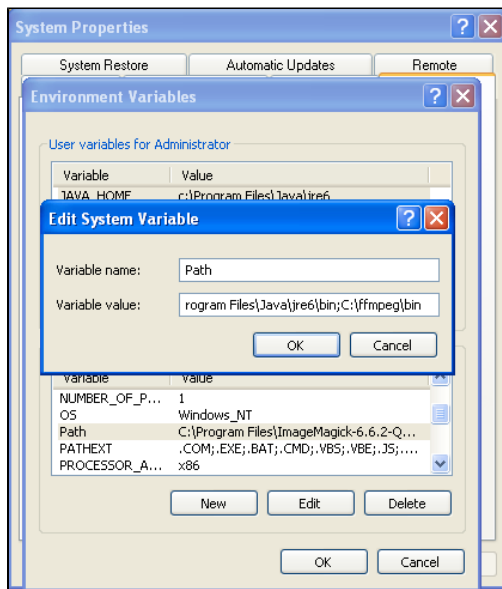 System Properties
System Restore Automatic Updates Remote
Environment Variables
User variables for Administrator
Variable Value
JAVA_HOME c:\Program Files\Java\jre6
Edit System Variable
Variable name: Path
Variable value: rogram Files\Java\jre6\bin;C:\ffmpeg\bin
OK Cancel
Variable Value
NUMBER_OF_P... 1
OS Windows_NT
Path C:\Program Files\ImageMagick-6.6.2-Q...
PATHEXT .COM;.EXE;.BAT;.CMD;.VBS;.VBE;.JS;....
PROCESSOR_A... x86
New Edit Delete
OK Cancel